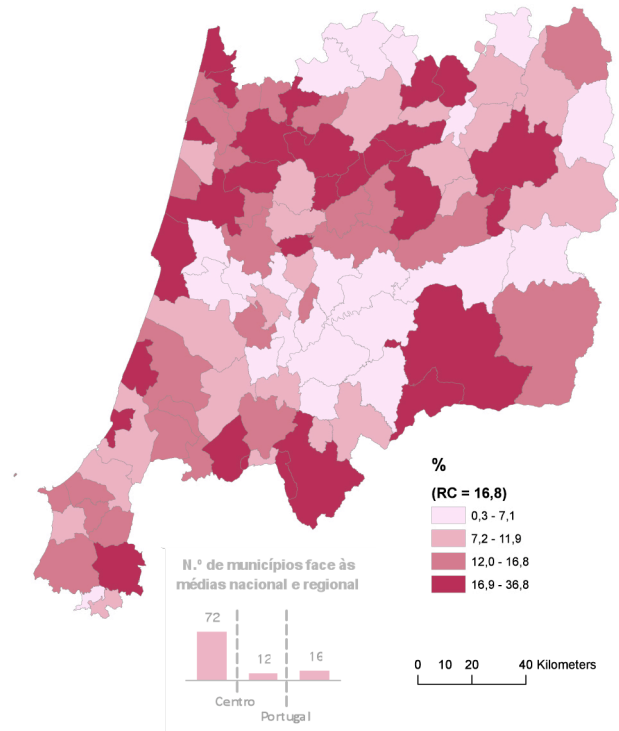 %
(RC = 16,8)
0,3 - 7,1
7,2 - 11,9
12,0 - 16,8
16,9 - 36,8
N.º de municípios face às
médias nacional e regional
72
12
16
Centro
Portugal
0 10 20 40 Kilometers